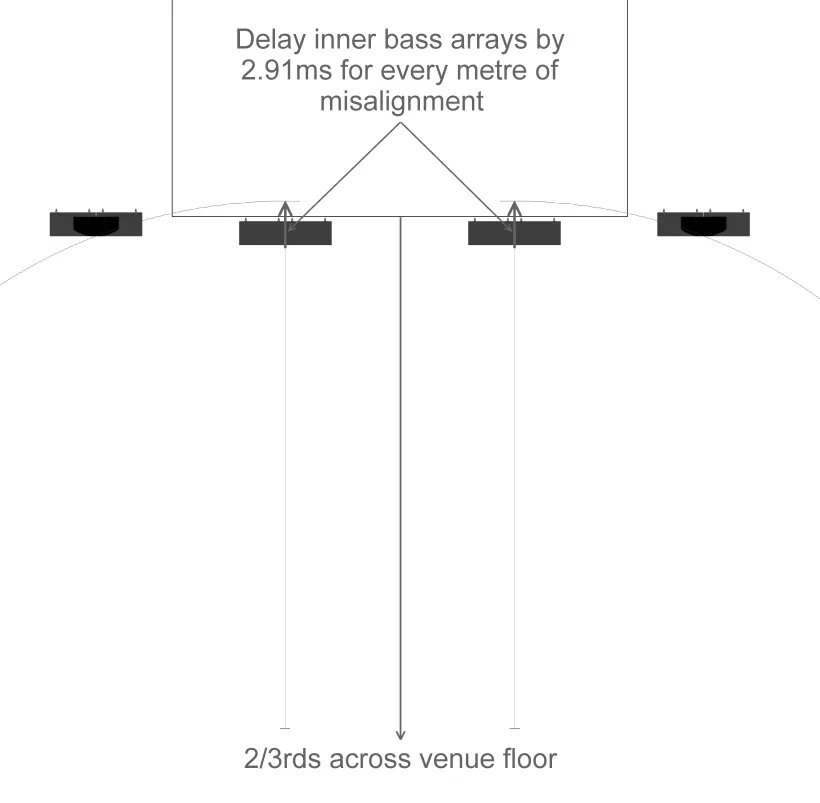 Delay inner bass arrays by
2.91ms for every metre of
misalignment
2/3rds across venue floor